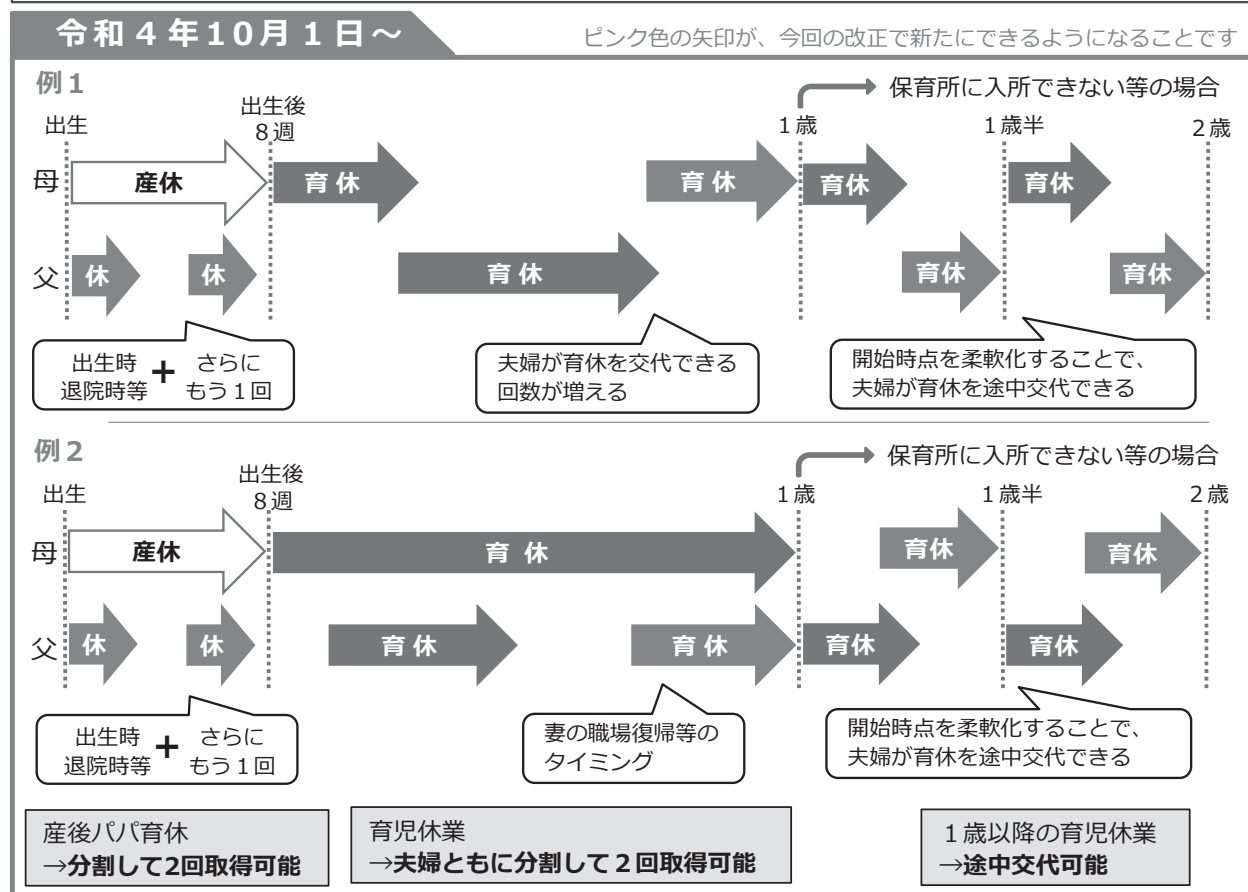 令和４年10月１日～
ピンク色の矢印が、今回の改正で新たにできるようになることです
例１
保育所に入所できない等の場合
出生
出生後
８週
１歳
１歳半
２歳
母
産休
育休
育休
育休
育休
父
休
休
育休
育休
育休
出生時
退院時等
＋
さらに
もう１回
夫婦が育休を交代できる
回数が増える
開始時点を柔軟化することで、
夫婦が育休を途中交代できる
例２
保育所に入所できない等の場合
出生
出生後
８週
１歳
１歳半
２歳
母
産休
育休
育休
育休
父
休
休
育休
育休
育休
育休
出生時
退院時等
＋
さらに
もう１回
妻の職場復帰等の
タイミング
開始時点を柔軟化することで、
夫婦が育休を途中交代できる
産後パパ育休
→分割して2回取得可能
育児休業
→夫婦ともに分割して２回取得可能
１歳以降の育児休業
→途中交代可能